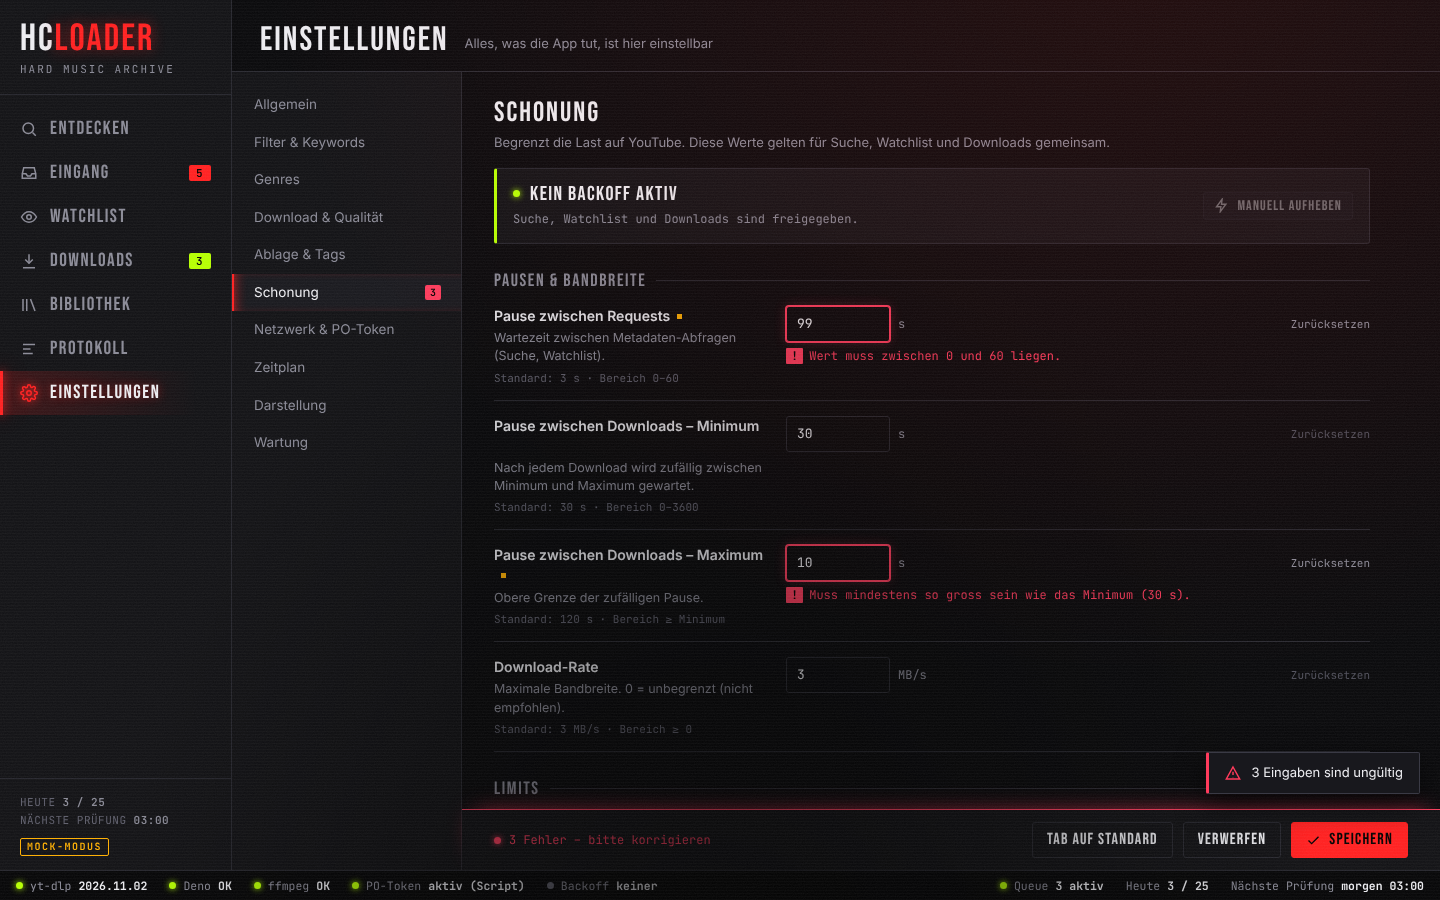 HCLOADER
HARD MUSIC ARCHIVE
ENTDECKEN
EINGANG 5
WATCHLIST
DOWNLOADS 3
BIBLIOTHEK
PROTOKOLL
EINSTELLUNGEN
HEUTE 3 / 25
NÄCHSTE PRÜFUNG 03:00
MOCK-MODUS
EINSTELLUNGEN Alles, was die App tut, ist hier einstellbar
Allgemein
Filter & Keywords
Genres
Download & Qualität
Ablage & Tags
Schonung 3
Netzwerk & PO-Token
Zeitplan
Darstellung
Wartung
SCHONUNG
Begrenzt die Last auf YouTube. Diese Werte gelten für Suche, Watchlist und Downloads gemeinsam.
KEIN BACKOFF AKTIV
Suche, Watchlist und Downloads sind freigegeben.
MANUELL AUFHEBEN
PAUSEN & BANDBREITE
Pause zwischen Requests
Wartezeit zwischen Metadaten-Abfragen
(Suche, Watchlist).
Standard: 3 s · Bereich 0–60
99 s
! Wert muss zwischen 0 und 60 liegen.
Zurücksetzen
Pause zwischen Downloads – Minimum
Nach jedem Download wird zufällig zwischen
Minimum und Maximum gewartet.
Standard: 30 s · Bereich 0–3600
30 s
Zurücksetzen
Pause zwischen Downloads – Maximum
Obere Grenze der zufälligen Pause.
Standard: 120 s · Bereich ≥ Minimum
10 s
! Muss mindestens so gross sein wie das Minimum (30 s).
Zurücksetzen
Download-Rate
Maximale Bandbreite. 0 = unbegrenzt (nicht
empfohlen).
Standard: 3 MB/s · Bereich ≥ 0
3 MB/s
Zurücksetzen
LIMITS
3 Eingaben sind ungültig
3 Fehler – bitte korrigieren
TAB AUF STANDARD
VERWERFEN
SPEICHERN
yt-dlp 2026.11.02 Deno OK ffmpeg OK PO-Token aktiv (Script) Backoff keiner Queue 3 aktiv Heute 3 / 25 Nächste Prüfung morgen 03:00